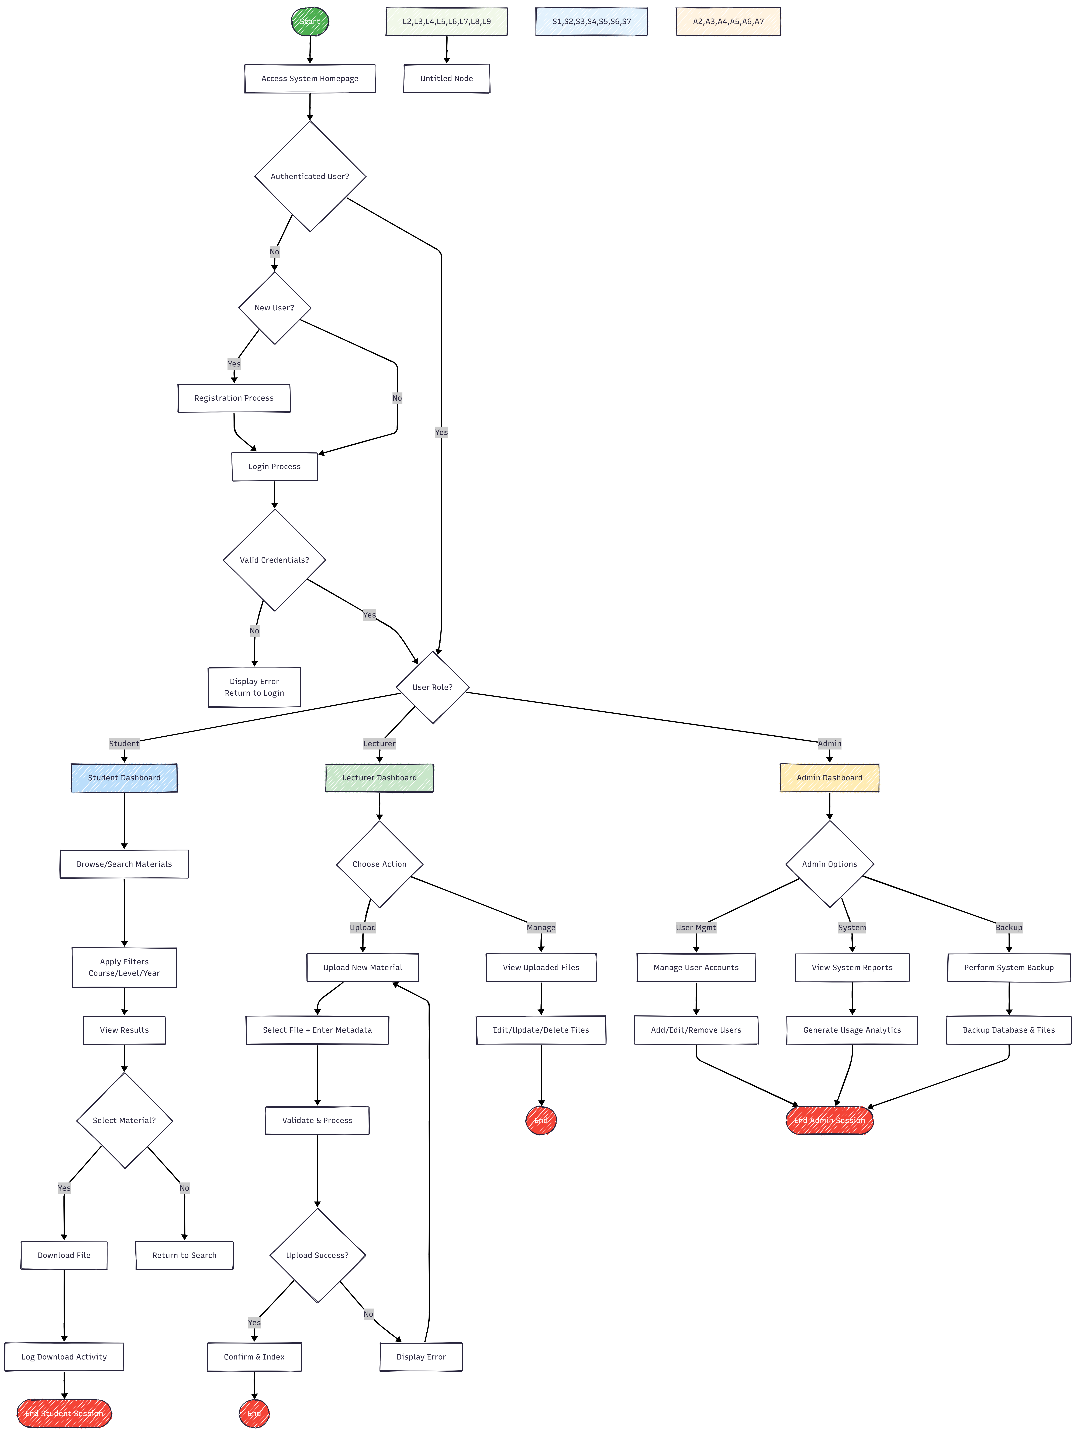 Start
L2,L3,L4,L5,L6,L7,L8,L9
S1,S2,S3,S4,S5,S6,S7
A2,A3,A4,A5,A6,A7
Access System Homepage
Untitled Node
Authenticated User?
No
New User?
Yes
Registration Process
No
Yes
Login Process
Valid Credentials?
Yes
No
Display Error
Return to Login
User Role?
Student
Lecturer
Admin
Student Dashboard
Lecturer Dashboard
Admin Dashboard
Browse/Search Materials
Choose Action
Admin Options
Upload
Manage
User Mgmt
System
Backup
Apply Filters
Course/Level/Year
Upload New Material
View Uploaded Files
Manage User Accounts
View System Reports
Perform System Backup
View Results
Select File - Enter Metadata
Edit/Update/Delete Files
Add/Edit/Remove Users
Generate Usage Analytics
Backup Database & Files
Select Material?
Validate & Process
End
End Admin Session
Yes
No
Download File
Return to Search
Upload Success?
Yes
No
Log Download Activity
Confirm & Index
Display Error
End Student Session
End